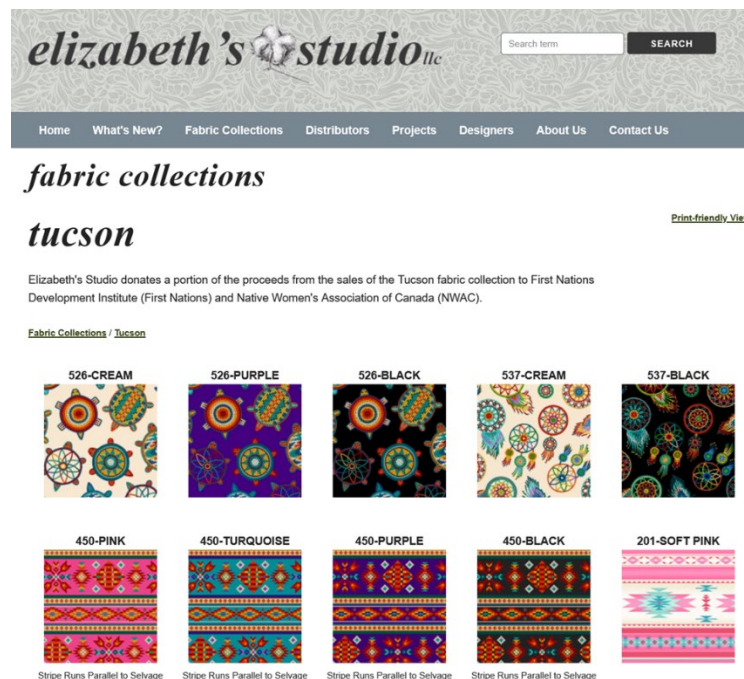 elizabeth's studio llc
Search term
SEARCH
Home What's New? Fabric Collections Distributors Projects Designers About Us Contact Us
fabric collections
Print-friendly Vie
tucson
Elizabeth's Studio donates a portion of the proceeds from the sales of the Tucson fabric collection to First Nations
Development Institute (First Nations) and Native Women's Association of Canada (NWAC).
Fabric Collections / Tucson
526-CREAM 526-PURPLE 526-BLACK 537-CREAM 537-BLACK
450-PINK 450-TURQUOISE 450-PURPLE 450-BLACK 201-SOFT PINK
Stripe Runs Parallel to Selvage Stripe Runs Parallel to Selvage Stripe Runs Parallel to Selvage Stripe Runs Parallel to Selvage